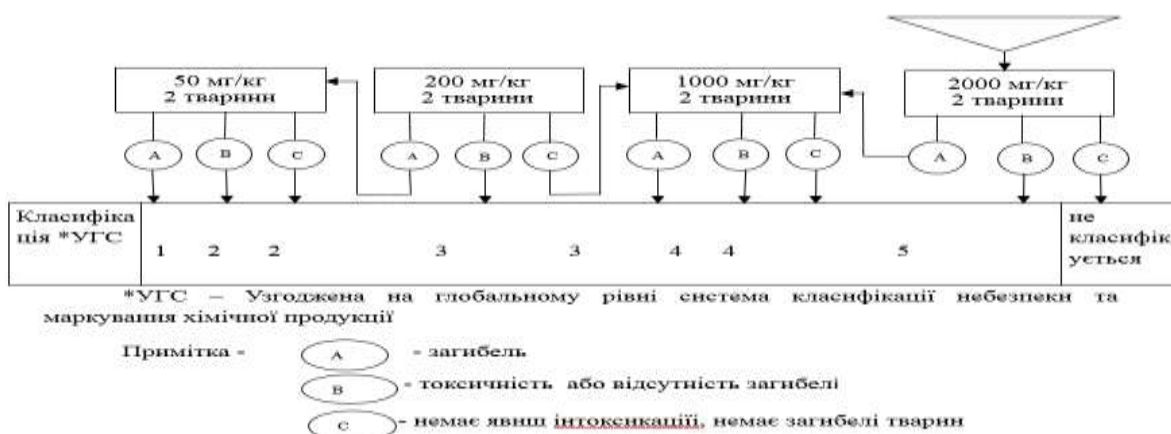 50 мг/кг
2 тварини
200 мг/кг
2 тварини
1000 мг/кг
2 тварини
2000 мг/кг
2 тварини
A B C A B C A B C A B C
Класифіка
ція *УГС
1 2 2 3 3 4 4 5
не
класифік
ується
*УГС – Узгоджена на глобальному рівні система класифікації небезпеки та
маркування хімічної продукції
Примітка -
A - загибель
B - токсичність або відсутність загибелі
C - немає явищ інтоксикаціїі, немає загибелі тварин